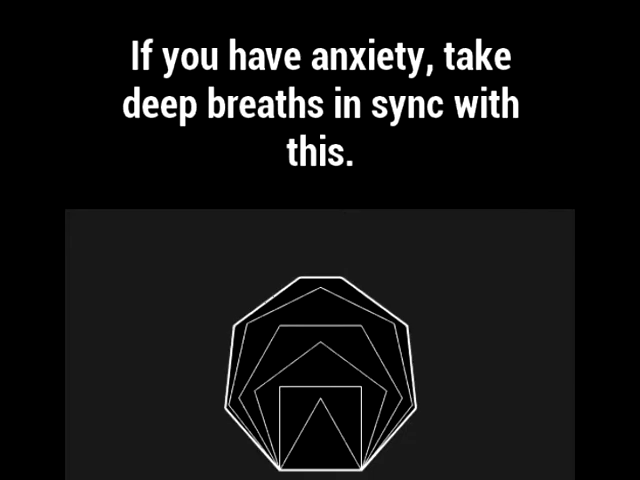 If you have anxiety, take
deep breaths in sync with
this.